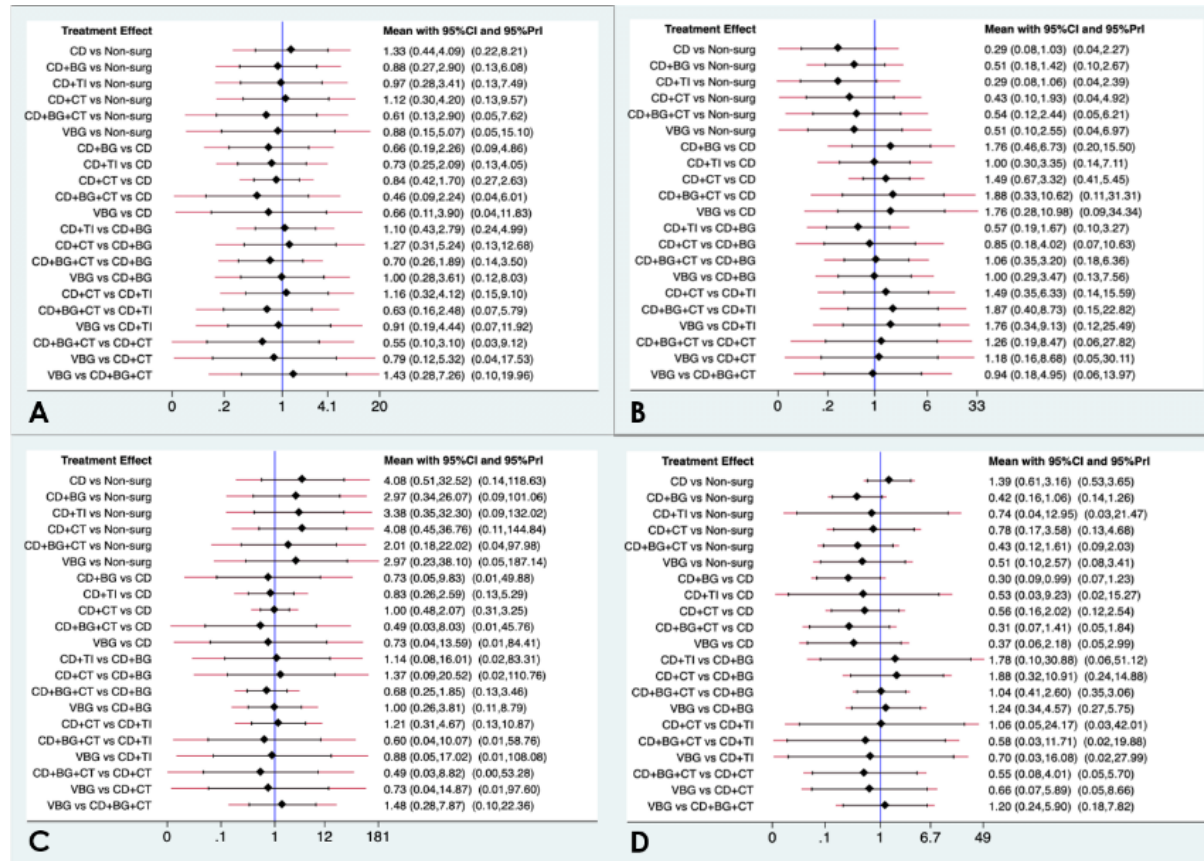 Treatment Effect Mean with 95%CI and 95%PrI
CD vs Non-surg 1.33 (0.44,4.09) (0.22,8.21)
CD+BG vs Non-surg 0.88 (0.27,2.90) (0.13,6.08)
CD+TI vs Non-surg 0.97 (0.28,3.41) (0.13,7.49)
CD+CT vs Non-surg 1.12 (0.30,4.20) (0.13,9.57)
CD+BG+CT vs Non-surg 0.61 (0.13,2.90) (0.05,7.62)
VBG vs Non-surg 0.88 (0.15,5.07) (0.05,15.10)
CD+BG vs CD 0.66 (0.19,2.26) (0.09,4.86)
CD+TI vs CD 0.73 (0.25,2.09) (0.13,4.05)
CD+CT vs CD 0.84 (0.42,1.70) (0.27,2.63)
CD+BG+CT vs CD 0.46 (0.09,2.24) (0.04,6.01)
VBG vs CD 0.66 (0.11,3.90) (0.04,11.83)
CD+TI vs CD+BG 1.10 (0.43,2.79) (0.24,4.99)
CD+CT vs CD+BG 1.27 (0.31,5.24) (0.13,12.68)
CD+BG+CT vs CD+BG 0.70 (0.26,1.89) (0.14,3.50)
VBG vs CD+BG 1.00 (0.28,3.61) (0.12,8.03)
CD+CT vs CD+TI 1.16 (0.32,4.12) (0.15,9.10)
CD+BG+CT vs CD+TI 0.63 (0.16,2.48) (0.07,5.79)
VBG vs CD+TI 0.91 (0.19,4.44) (0.07,11.92)
CD+BG+CT vs CD+CT 0.55 (0.10,3.10) (0.03,9.12)
VBG vs CD+CT 0.79 (0.12,5.32) (0.04,17.53)
VBG vs CD+BG+CT 1.43 (0.28,7.26) (0.10,19.96)
0 .2 1 4.1 20
A
Treatment Effect Mean with 95%CI and 95%PrI
CD vs Non-surg 0.29 (0.08,1.03) (0.04,2.27)
CD+BG vs Non-surg 0.51 (0.18,1.42) (0.10,2.67)
CD+TI vs Non-surg 0.29 (0.08,1.06) (0.04,2.39)
CD+CT vs Non-surg 0.43 (0.10,1.93) (0.04,4.92)
CD+BG+CT vs Non-surg 0.54 (0.12,2.44) (0.05,6.21)
VBG vs Non-surg 0.51 (0.10,2.55) (0.04,6.97)
CD+BG vs CD 1.76 (0.46,6.73) (0.20,15.50)
CD+TI vs CD 1.00 (0.30,3.35) (0.14,7.11)
CD+CT vs CD 1.49 (0.67,3.32) (0.41,5.45)
CD+BG+CT vs CD 1.88 (0.33,10.62) (0.11,31.31)
VBG vs CD 1.76 (0.28,10.98) (0.09,34.34)
CD+TI vs CD+BG 0.57 (0.19,1.67) (0.10,3.27)
CD+CT vs CD+BG 0.85 (0.18,4.02) (0.07,10.63)
CD+BG+CT vs CD+BG 1.06 (0.35,3.20) (0.18,6.36)
VBG vs CD+BG 1.00 (0.29,3.47) (0.13,7.56)
CD+CT vs CD+TI 1.49 (0.35,6.33) (0.14,15.59)
CD+BG+CT vs CD+TI 1.87 (0.40,8.73) (0.15,22.82)
VBG vs CD+TI 1.76 (0.34,9.13) (0.12,25.49)
CD+BG+CT vs CD+CT 1.26 (0.19,8.47) (0.06,27.82)
VBG vs CD+CT 1.18 (0.16,8.68) (0.05,30.11)
VBG vs CD+BG+CT 0.94 (0.18,4.95) (0.06,13.97)
0 .2 1 6 33
B
Treatment Effect Mean with 95%CI and 95%PrI
CD vs Non-surg 4.08 (0.51,32.52) (0.14,118.63)
CD+BG vs Non-surg 2.97 (0.34,26.07) (0.09,101.06)
CD+TI vs Non-surg 3.38 (0.35,32.30) (0.09,132.02)
CD+CT vs Non-surg 4.08 (0.45,36.76) (0.11,144.84)
CD+BG+CT vs Non-surg 2.01 (0.18,22.02) (0.04,97.98)
VBG vs Non-surg 2.97 (0.23,38.10) (0.05,187.14)
CD+BG vs CD 0.73 (0.05,9.83) (0.01,49.88)
CD+TI vs CD 0.83 (0.26,2.59) (0.13,5.29)
CD+CT vs CD 1.00 (0.48,2.07) (0.31,3.25)
CD+BG+CT vs CD 0.49 (0.03,8.03) (0.01,45.76)
VBG vs CD 0.73 (0.04,13.59) (0.01,84.41)
CD+TI vs CD+BG 1.14 (0.08,16.01) (0.02,83.31)
CD+CT vs CD+BG 1.37 (0.09,20.52) (0.02,110.76)
CD+BG+CT vs CD+BG 0.68 (0.25,1.85) (0.13,3.46)
VBG vs CD+BG 1.00 (0.26,3.81) (0.11,8.79)
CD+CT vs CD+TI 1.21 (0.31,4.67) (0.13,10.87)
CD+BG+CT vs CD+TI 0.60 (0.04,10.07) (0.01,58.76)
VBG vs CD+TI 0.88 (0.05,17.02) (0.01,108.08)
CD+BG+CT vs CD+CT 0.49 (0.03,8.82) (0.00,53.28)
VBG vs CD+CT 0.73 (0.04,14.87) (0.01,97.60)
VBG vs CD+BG+CT 1.48 (0.28,7.87) (0.10,22.36)
0 .1 1 12 181
C
Treatment Effect Mean with 95%CI and 95%PrI
CD vs Non-surg 1.39 (0.61,3.16) (0.53,3.65)
CD+BG vs Non-surg 0.42 (0.16,1.06) (0.14,1.26)
CD+TI vs Non-surg 0.74 (0.04,12.95) (0.03,21.47)
CD+CT vs Non-surg 0.78 (0.17,3.58) (0.13,4.68)
CD+BG+CT vs Non-surg 0.43 (0.12,1.61) (0.09,2.03)
VBG vs Non-surg 0.51 (0.10,2.57) (0.08,3.41)
CD+BG vs CD 0.30 (0.09,0.99) (0.07,1.23)
CD+TI vs CD 0.53 (0.03,9.23) (0.02,15.27)
CD+CT vs CD 0.56 (0.16,2.02) (0.12,2.54)
CD+BG+CT vs CD 0.31 (0.07,1.41) (0.05,1.84)
VBG vs CD 0.37 (0.06,2.18) (0.05,2.99)
CD+TI vs CD+BG 1.78 (0.10,30.88) (0.06,51.12)
CD+CT vs CD+BG 1.88 (0.32,10.91) (0.24,14.88)
CD+BG+CT vs CD+BG 1.04 (0.41,2.60) (0.35,3.06)
VBG vs CD+BG 1.24 (0.34,4.57) (0.27,5.75)
CD+CT vs CD+TI 1.06 (0.05,24.17) (0.03,42.01)
CD+BG+CT vs CD+TI 0.58 (0.03,11.71) (0.02,19.88)
VBG vs CD+TI 0.70 (0.03,16.08) (0.02,27.99)
CD+BG+CT vs CD+CT 0.55 (0.08,4.01) (0.05,5.70)
VBG vs CD+CT 0.66 (0.07,5.89) (0.05,8.66)
VBG vs CD+BG+CT 1.20 (0.24,5.90) (0.18,7.82)
0 .1 1 6.7 49
D